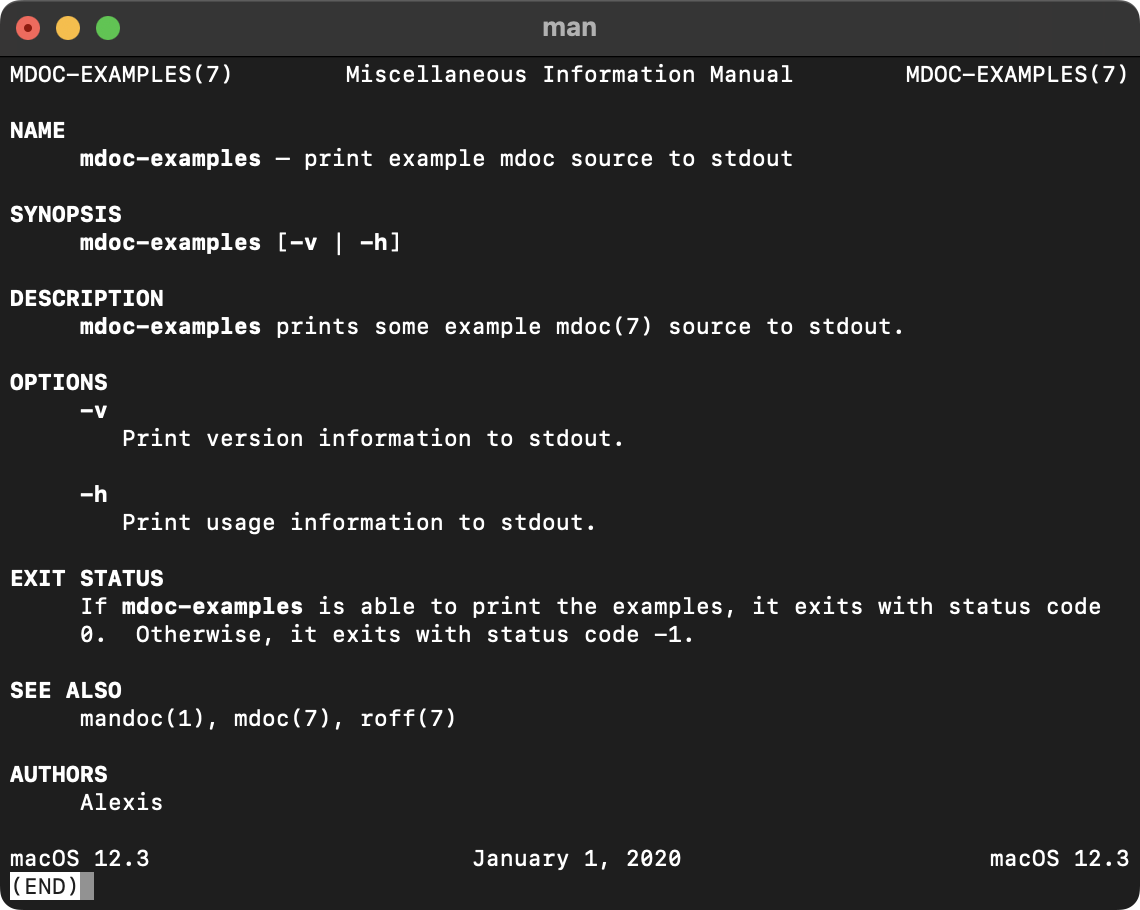 man
MDOC-EXAMPLES(7) Miscellaneous Information Manual MDOC-EXAMPLES(7)
NAME
mdoc-examples – print example mdoc source to stdout
SYNOPSIS
mdoc-examples [-v | -h]
DESCRIPTION
mdoc-examples prints some example mdoc(7) source to stdout.
OPTIONS
-v
Print version information to stdout.
-h
Print usage information to stdout.
EXIT STATUS
If mdoc-examples is able to print the examples, it exits with status code
0.  Otherwise, it exits with status code -1.
SEE ALSO
mandoc(1), mdoc(7), roff(7)
AUTHORS
Alexis
macOS 12.3 January 1, 2020 macOS 12.3
(END)